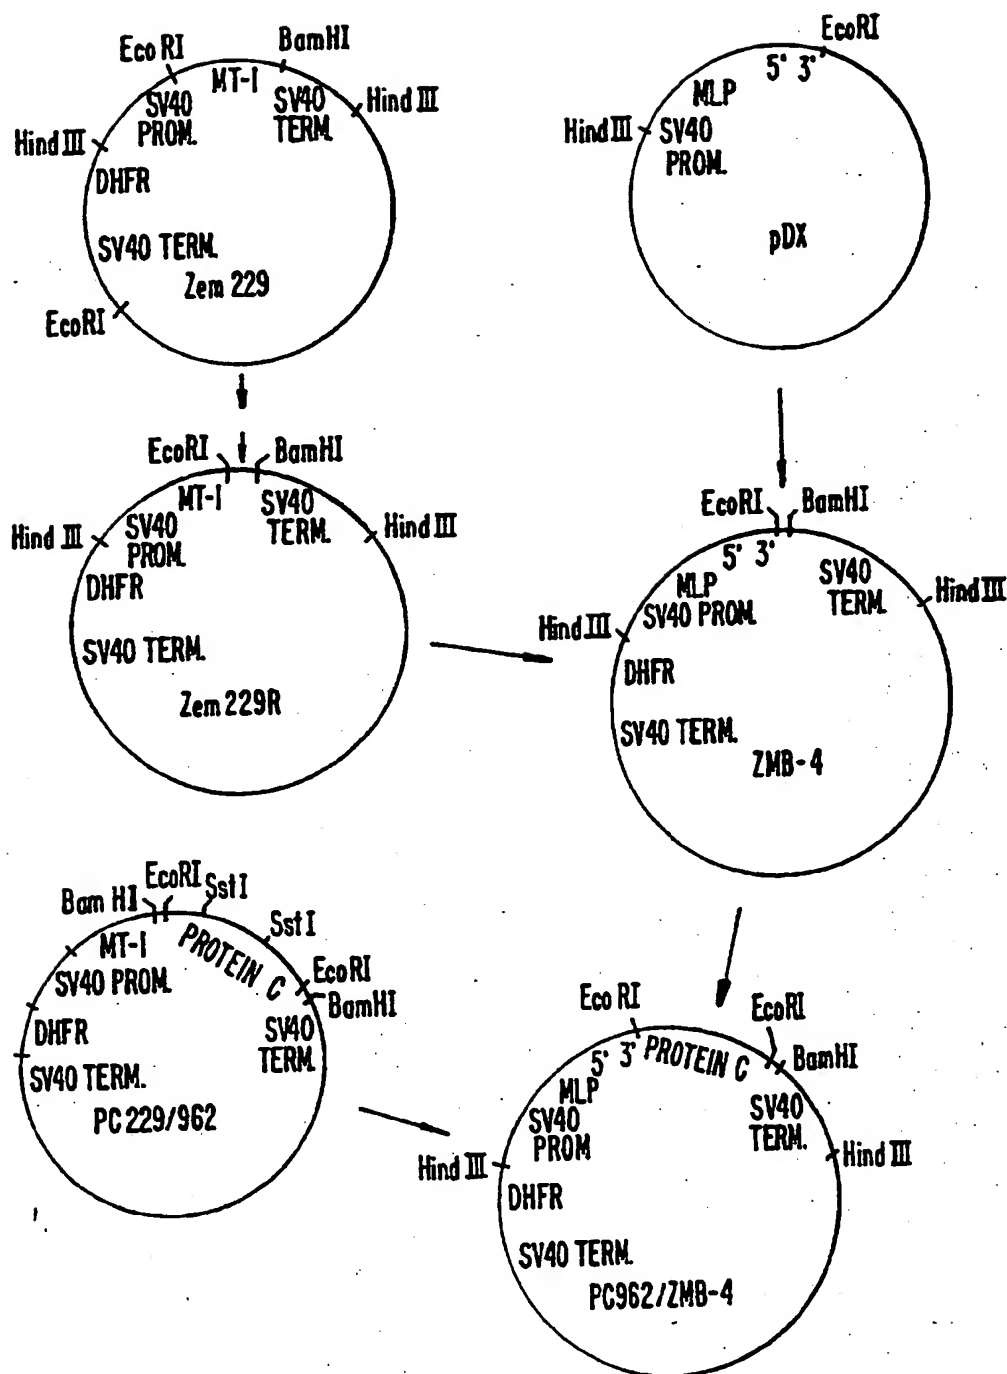 Eco RI
BamHI
MT-I
SV40
PROM.
SV40
TERM.
Hind III
Hind III
DHFR
SV40 TERM.
Zem 229
EcoRI
EcoRI
5' 3'
MLP
Hind III
SV40
PROM.
pDX
EcoRI
BamHI
MT-I
SV40
PROM.
SV40
TERM.
Hind III
Hind III
DHFR
SV40 TERM.
Zem 229R
EcoRI
BamHI
5' 3'
MLP
SV40 PROM.
SV40
TERM.
Hind III
Hind III
DHFR
SV40 TERM.
ZMB-4
Bam HI
EcoRI
SstI
SstI
MT-I
PROTEIN C
SV40 PROM.
EcoRI
BamHI
DHFR
SV40
TERM.
SV40 TERM.
PC 229/962
Eco RI
EcoRI
BamHI
5' 3'
PROTEIN C
MLP
SV40
PROM
SV40
TERM.
Hind III
Hind III
DHFR
SV40 TERM.
PC962/ZMB-4